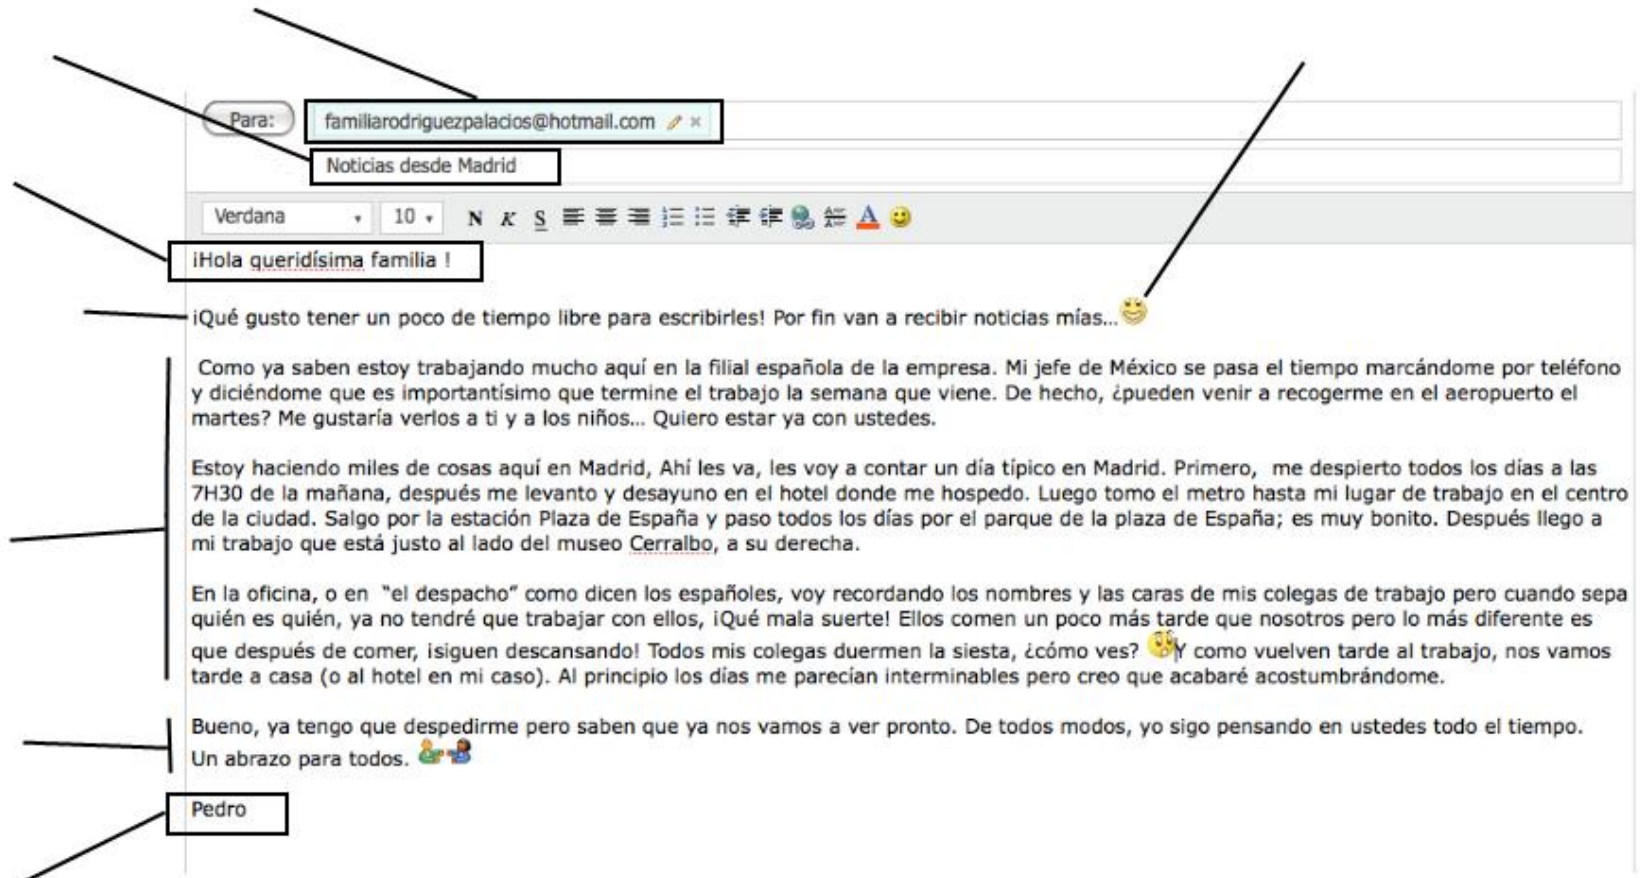 Para: familiarodriguezpalacios@hotmail.com
Noticias desde Madrid
Verdana 10 N K S A
¡Hola queridísima familia !
¡Qué gusto tener un poco de tiempo libre para escribirles! Por fin van a recibir noticias mías...
Como ya saben estoy trabajando mucho aquí en la filial española de la empresa. Mi jefe de México se pasa el tiempo marcándome por teléfono
y diciéndome que es importantísimo que termine el trabajo la semana que viene. De hecho, ¿pueden venir a recogerme en el aeropuerto el
martes? Me gustaría verlos a ti y a los niños... Quiero estar ya con ustedes.
Estoy haciendo miles de cosas aquí en Madrid, Ahí les va, les voy a contar un día típico en Madrid. Primero, me despierto todos los días a las
7H30 de la mañana, después me levanto y desayuno en el hotel donde me hospedo. Luego tomo el metro hasta mi lugar de trabajo en el centro
de la ciudad. Salgo por la estación Plaza de España y paso todos los días por el parque de la plaza de España; es muy bonito. Después llego a
mi trabajo que está justo al lado del museo Cerralbo, a su derecha.
En la oficina, o en “el despacho” como dicen los españoles, voy recordando los nombres y las caras de mis colegas de trabajo pero cuando sepa
quién es quién, ya no tendré que trabajar con ellos, ¡Qué mala suerte! Ellos comen un poco más tarde que nosotros pero lo más diferente es
que después de comer, ¡siguen descansando! Todos mis colegas duermen la siesta, ¿cómo ves? Y como vuelven tarde al trabajo, nos vamos
tarde a casa (o al hotel en mi caso). Al principio los días me parecían interminables pero creo que acabaré acostumbrándome.
Bueno, ya tengo que despedirme pero saben que ya nos vamos a ver pronto. De todos modos, yo sigo pensando en ustedes todo el tiempo.
Un abrazo para todos.
Pedro